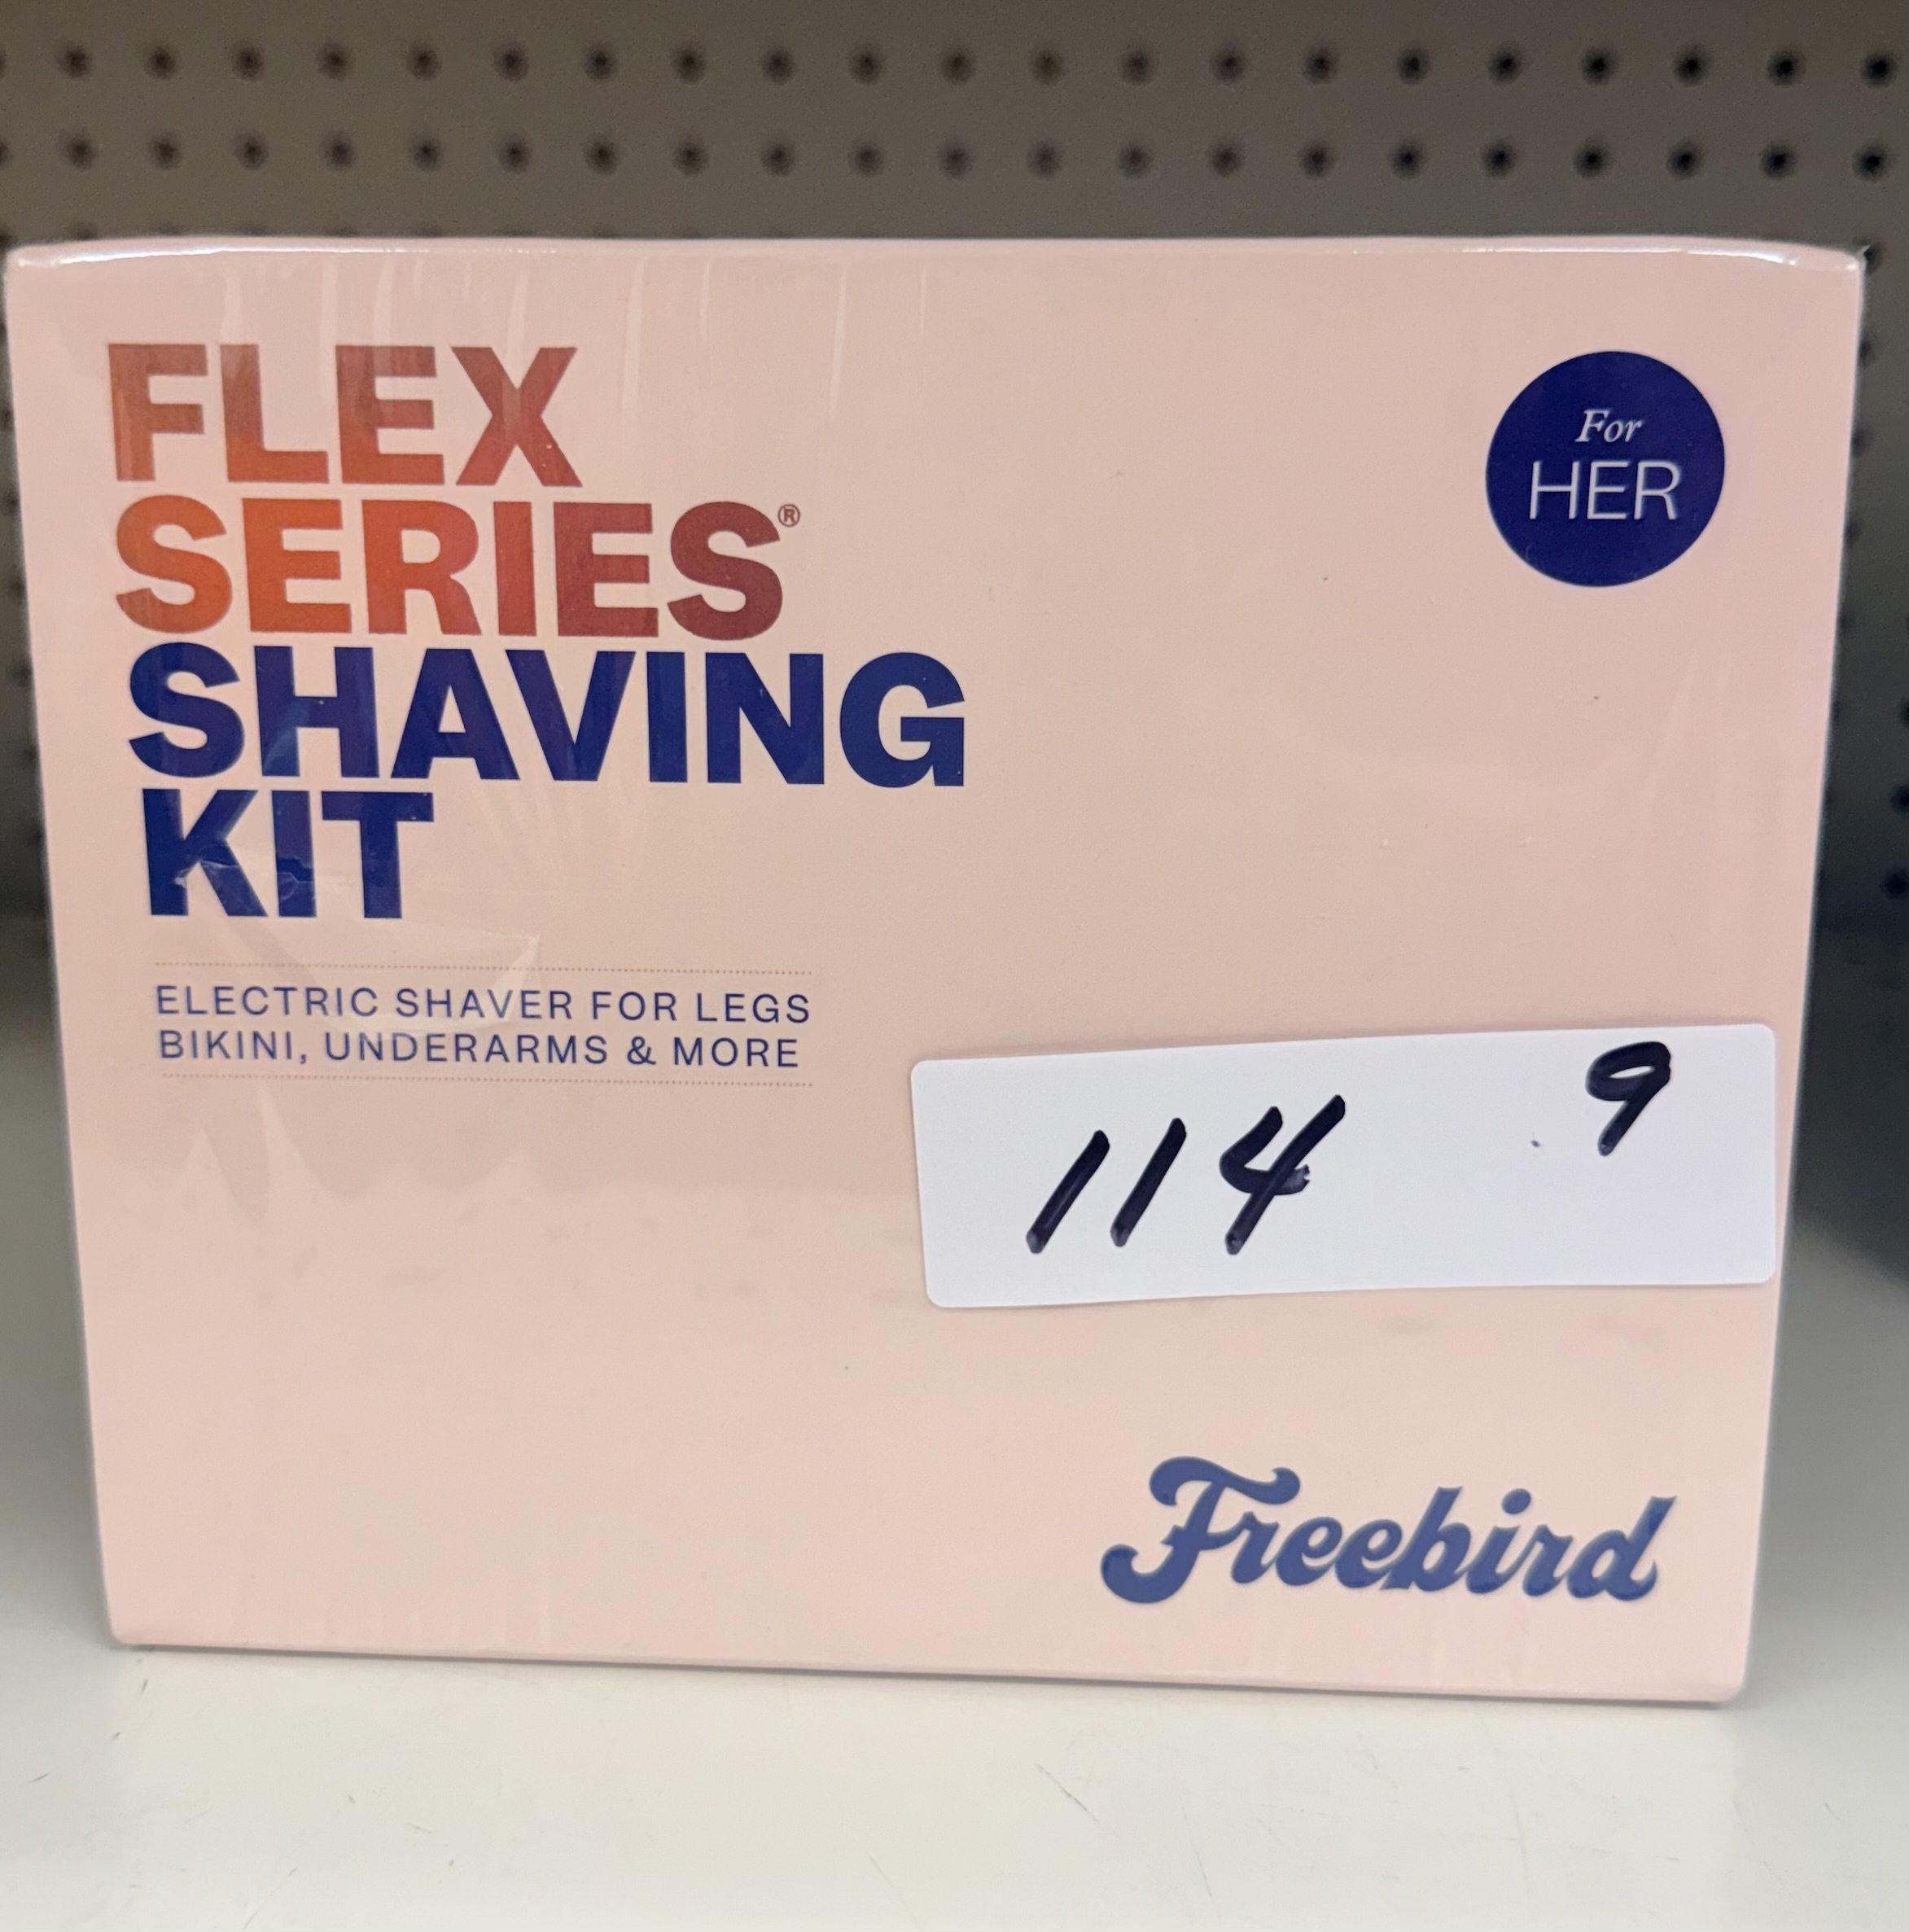 FLEX
SERIES®
SHAVING
KIT
For
HER
ELECTRIC SHAVER FOR LEGS
BIKINI, UNDERARMS & MORE
114 9
Freebird